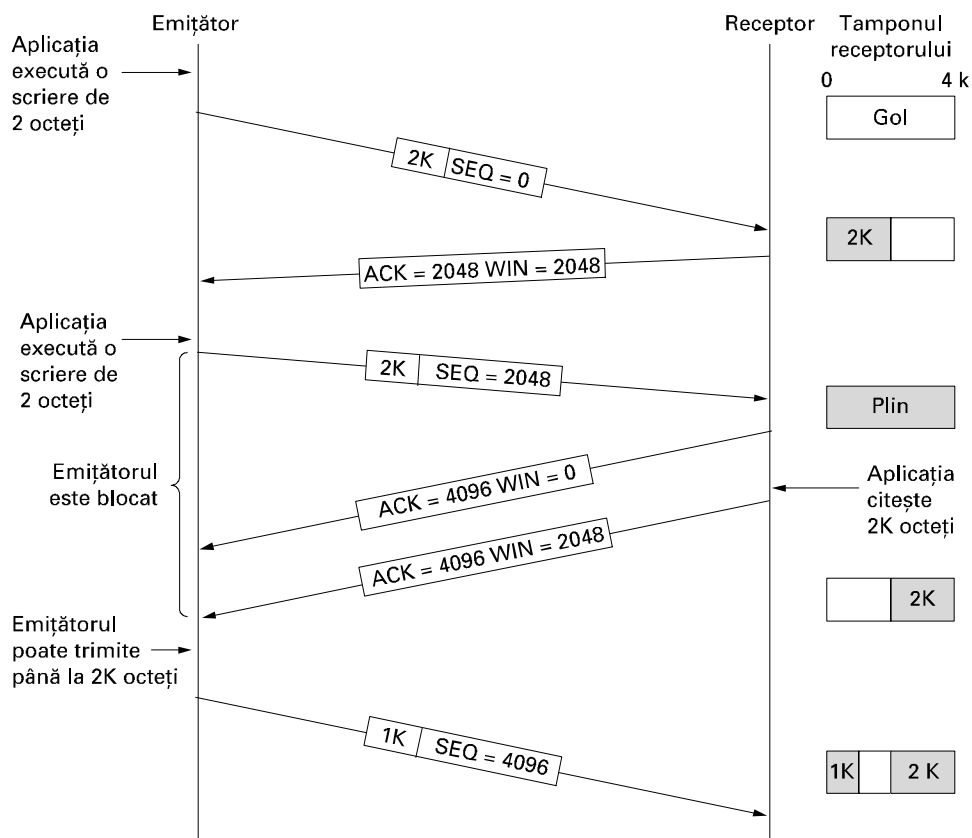 Emițător
Receptor
Tamponul
receptorului
0
4 k
Aplicația
execută o
scriere de
2 octeți
Gol
2K
SEQ = 0
2K
ACK = 2048 WIN = 2048
Aplicația
execută o
scriere de
2 octeți
2K
SEQ = 2048
Plin
Emițătorul
este blocat
ACK = 4096 WIN = 0
Aplicația
citește
2K octeți
ACK = 4096 WIN = 2048
2K
Emițătorul
poate trimite
până la 2K octeți
1K
SEQ = 4096
1K
2 K